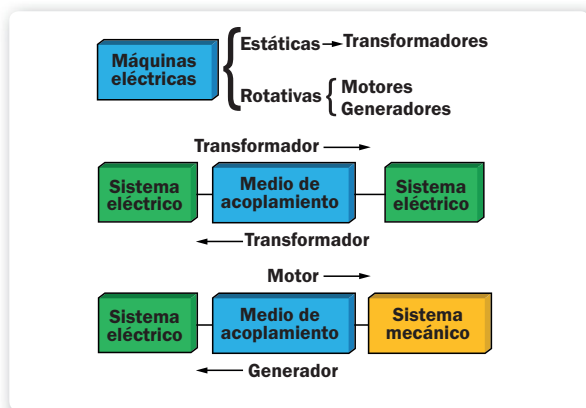 Máquinas
eléctricas
Estáticas → Transformadores
Rotativas
Motores
Generadores
Transformador →
Sistema
eléctrico
Medio de
acoplamiento
Sistema
eléctrico
← Transformador
Motor →
Sistema
eléctrico
Medio de
acoplamiento
Sistema
mecánico
← Generador